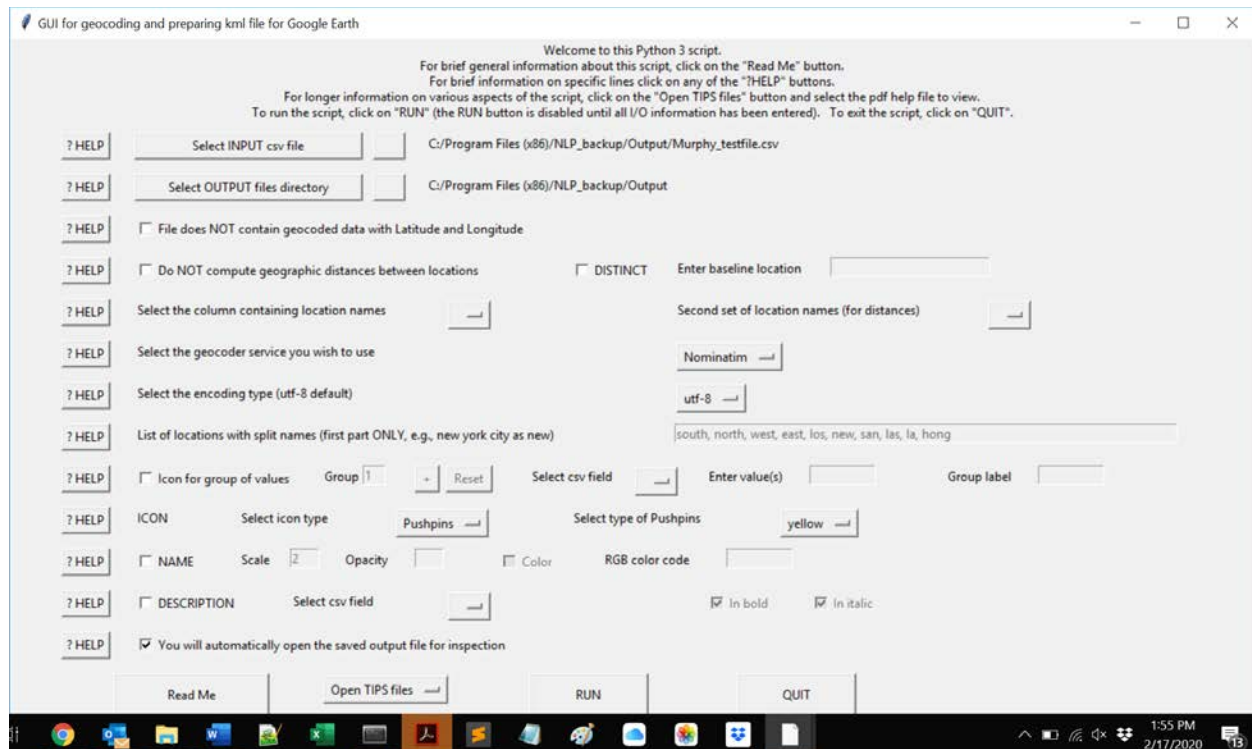 GUI for geocoding and preparing kml file for Google Earth
Welcome to this Python 3 script.
For brief general information about this script, click on the "Read Me" button.
For brief information on specific lines click on any of the "?HELP" buttons.
For longer information on various aspects of the script, click on the "Open TIPS files" button and select the pdf help file to view.
To run the script, click on "RUN" (the RUN button is disabled until all I/O information has been entered). To exit the script, click on "QUIT".
? HELP Select INPUT csv file C:/Program Files (x86)/NLP_backup/Output/Murphy_testfile.csv
? HELP Select OUTPUT files directory C:/Program Files (x86)/NLP_backup/Output
? HELP File does NOT contain geocoded data with Latitude and Longitude
? HELP Do NOT compute geographic distances between locations DISTINCT Enter baseline location
? HELP Select the column containing location names Second set of location names (for distances)
? HELP Select the geocoder service you wish to use Nominatim
? HELP Select the encoding type (utf-8 default) utf-8
? HELP List of locations with split names (first part ONLY, e.g., new york city as new) south, north, west, east, los, new, san, las, la, hong
? HELP Icon for group of values Group 1 + Reset Select csv field Enter value(s) Group label
? HELP ICON Select icon type Pushpins Select type of Pushpins yellow
? HELP NAME Scale 2 Opacity Color RGB color code
? HELP DESCRIPTION Select csv field In bold In italic
? HELP You will automatically open the saved output file for inspection
Read Me Open TIPS files RUN QUIT
1:55 PM
2/17/2020
13